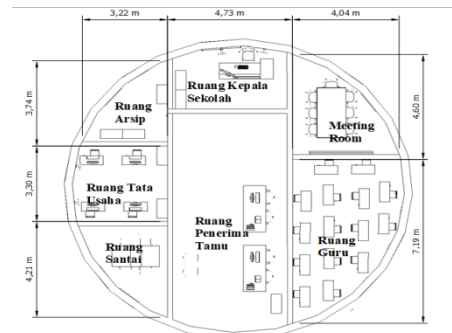 3,22 m 4,73 m 4,04 m
3,74 m
3,30 m
4,21 m
4,60 m
7,19 m
Ruang Kepala
Sekolah
Ruang
Arsip
Meeting
Room
Ruang Tata
Usaha
Ruang
Penerima
Tamu
Ruang
Guru
Ruang
Santai